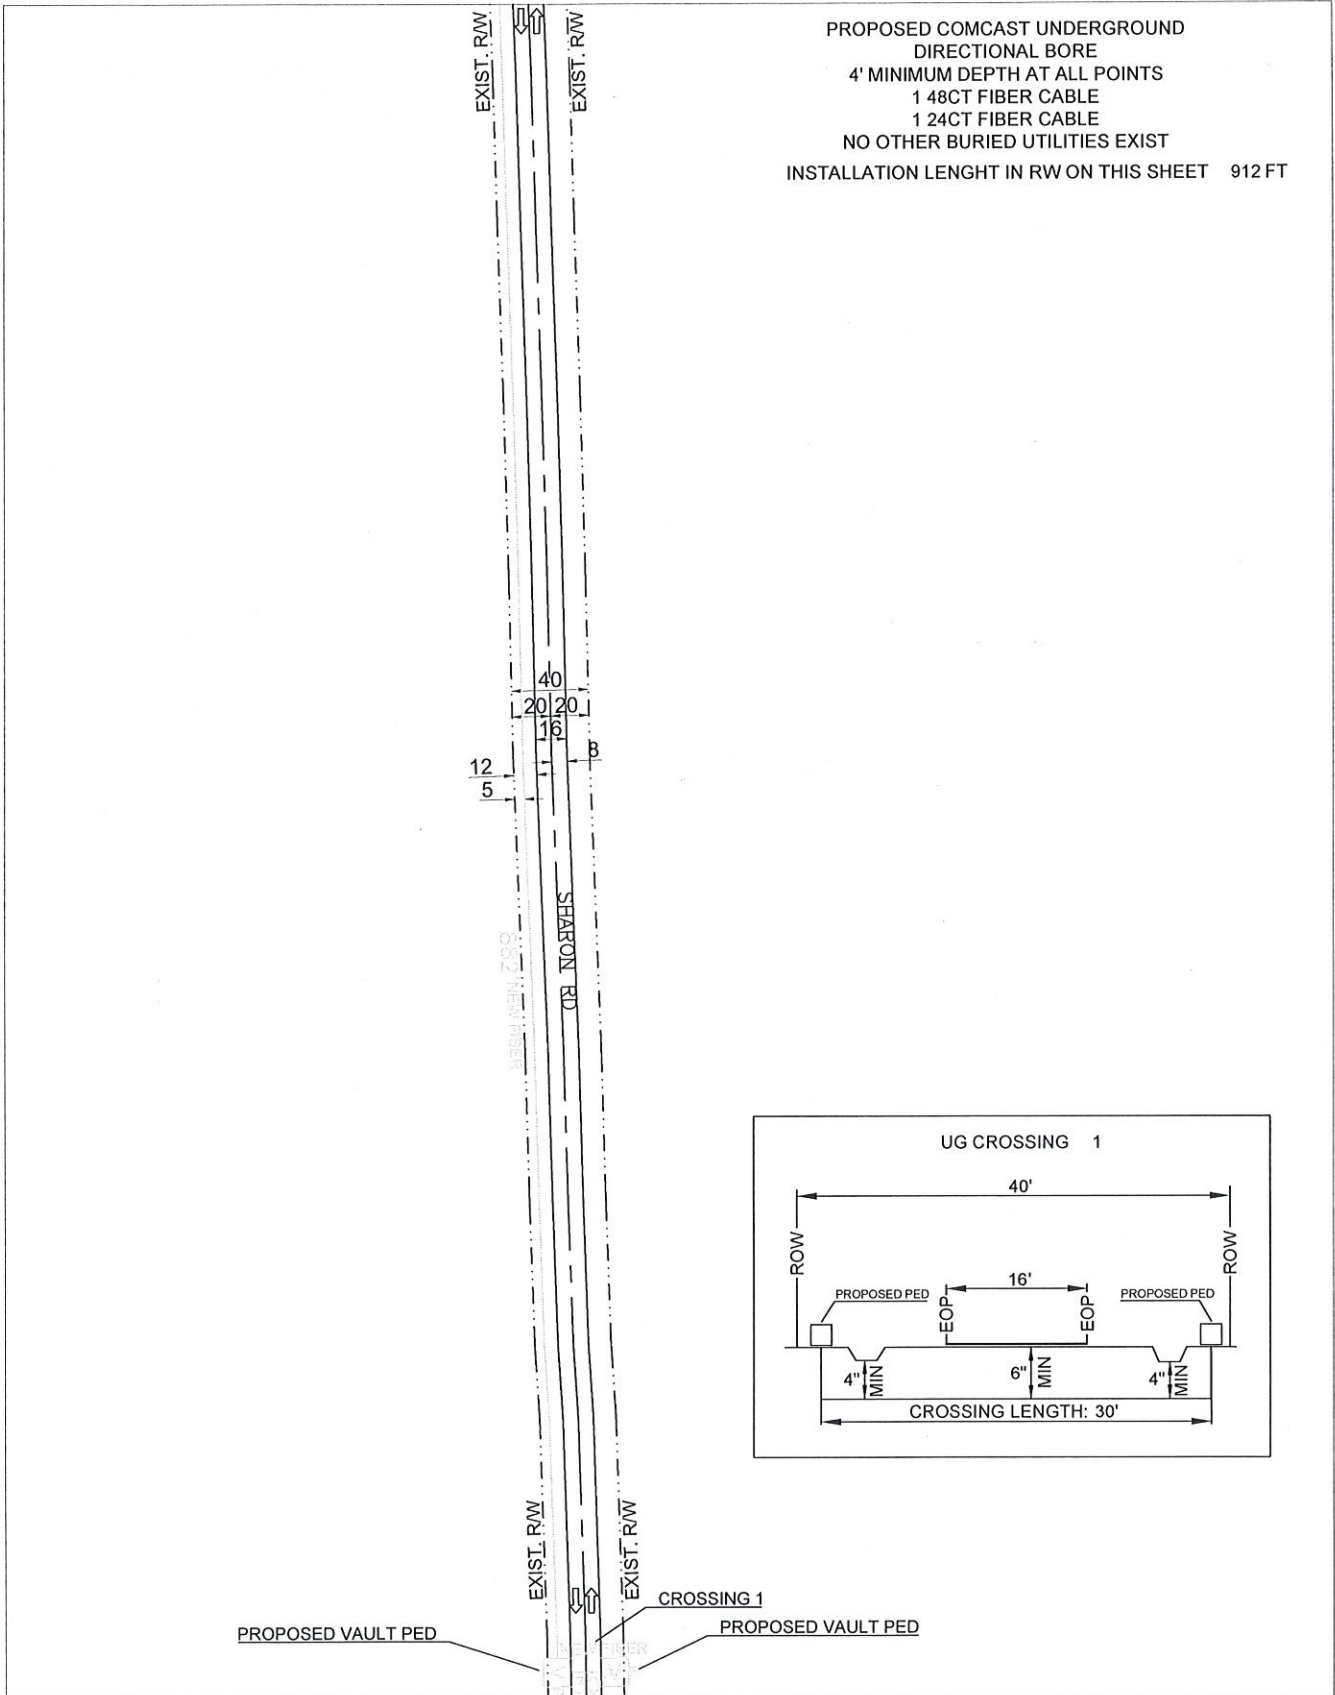 PROPOSED COMCAST UNDERGROUND
DIRECTIONAL BORE
4' MINIMUM DEPTH AT ALL POINTS
1 48CT FIBER CABLE
1 24CT FIBER CABLE
NO OTHER BURIED UTILITIES EXIST
INSTALLATION LENGHT IN RW ON THIS SHEET 912 FT
EXIST. R/W
EXIST. R/W
40
20 20
16
8
12
5
SHARON RD
882' NEW FIBER
UG CROSSING 1
40'
ROW
ROW
16'
PROPOSED PED
PROPOSED PED
EOP
EOP
4" MIN
6" MIN
4" MIN
CROSSING LENGTH: 30'
EXIST. R/W
EXIST. R/W
CROSSING 1
PROPOSED VAULT PED
PROPOSED VAULT PED
NEW FIBER